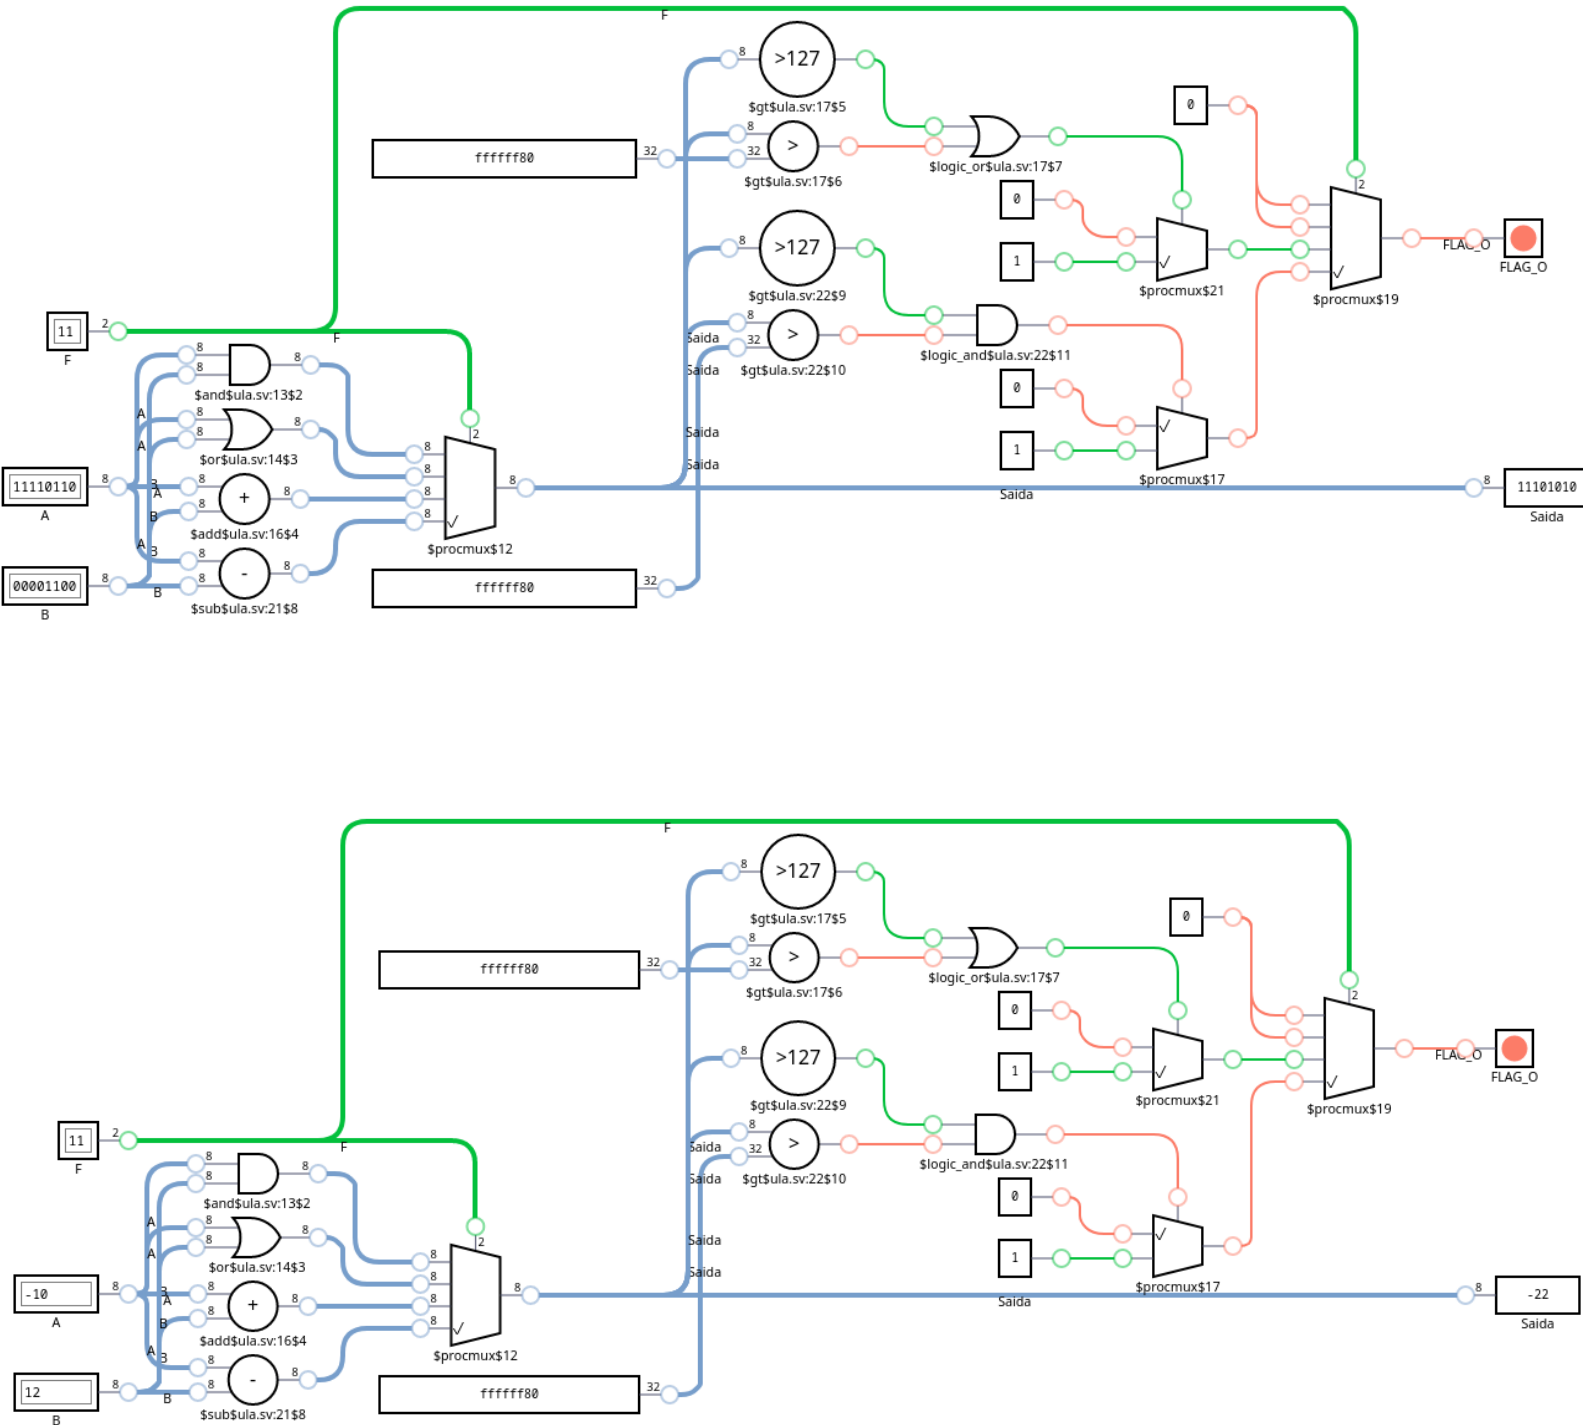 F
8
>127
$gt$ula.sv:17$5
0
8
ffffff80
32
32
>
$logic_or$ula.sv:17$7
$gt$ula.sv:17$6
2
0
8
>127
$gt$ula.sv:22$9
1
$procmux$21
FLAG_O
FLAG_O
$procmux$19
11
2
F
F
8
Saida
32
>
$logic_and$ula.sv:22$11
Saida
$gt$ula.sv:22$10
8
8
8
$and$ula.sv:13$2
0
A
8
8
8
A
$or$ula.sv:14$3
2
Saida
8
1
Saida
8
$procmux$17
11110110
8
A
B
A
8
+
8
8
8
Saida
8
11101010
Saida
B
8
$add$ula.sv:16$4
8
$procmux$12
A
B
8
-
8
00001100
8
B
B
8
$sub$ula.sv:21$8
ffffff80
32
F
8
>127
$gt$ula.sv:17$5
0
8
ffffff80
32
32
>
$logic_or$ula.sv:17$7
$gt$ula.sv:17$6
2
0
8
>127
$gt$ula.sv:22$9
1
$procmux$21
FLAG_O
FLAG_O
$procmux$19
11
2
F
F
8
Saida
32
>
$logic_and$ula.sv:22$11
Saida
$gt$ula.sv:22$10
8
8
8
$and$ula.sv:13$2
0
A
8
8
8
A
$or$ula.sv:14$3
2
Saida
8
1
Saida
8
$procmux$17
-10
8
A
B
A
8
+
8
8
8
Saida
8
-22
Saida
B
8
$add$ula.sv:16$4
8
$procmux$12
A
B
8
-
8
12
8
B
B
8
$sub$ula.sv:21$8
ffffff80
32